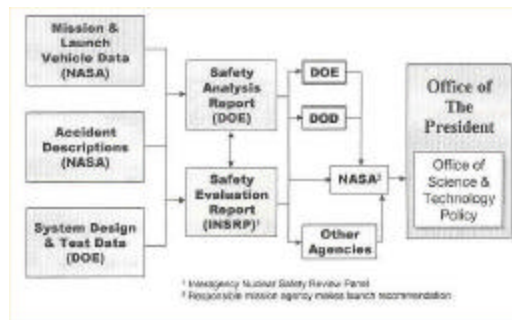 Mission &
Launch
Vehicle Data
(NASA)
Accident
Descriptions
(NASA)
System Design
& Test Data
(DOE)
Safety
Analysis
Report
(DOE)
Safety
Evaluation
Report
(INSRP)¹
DOE
DOD
NASA²
Other
Agencies
Office of
The
President
Office of
Science &
Technology
Policy
¹ Interagency Nuclear Safety Review Panel
² Responsible mission agency makes launch recommendation